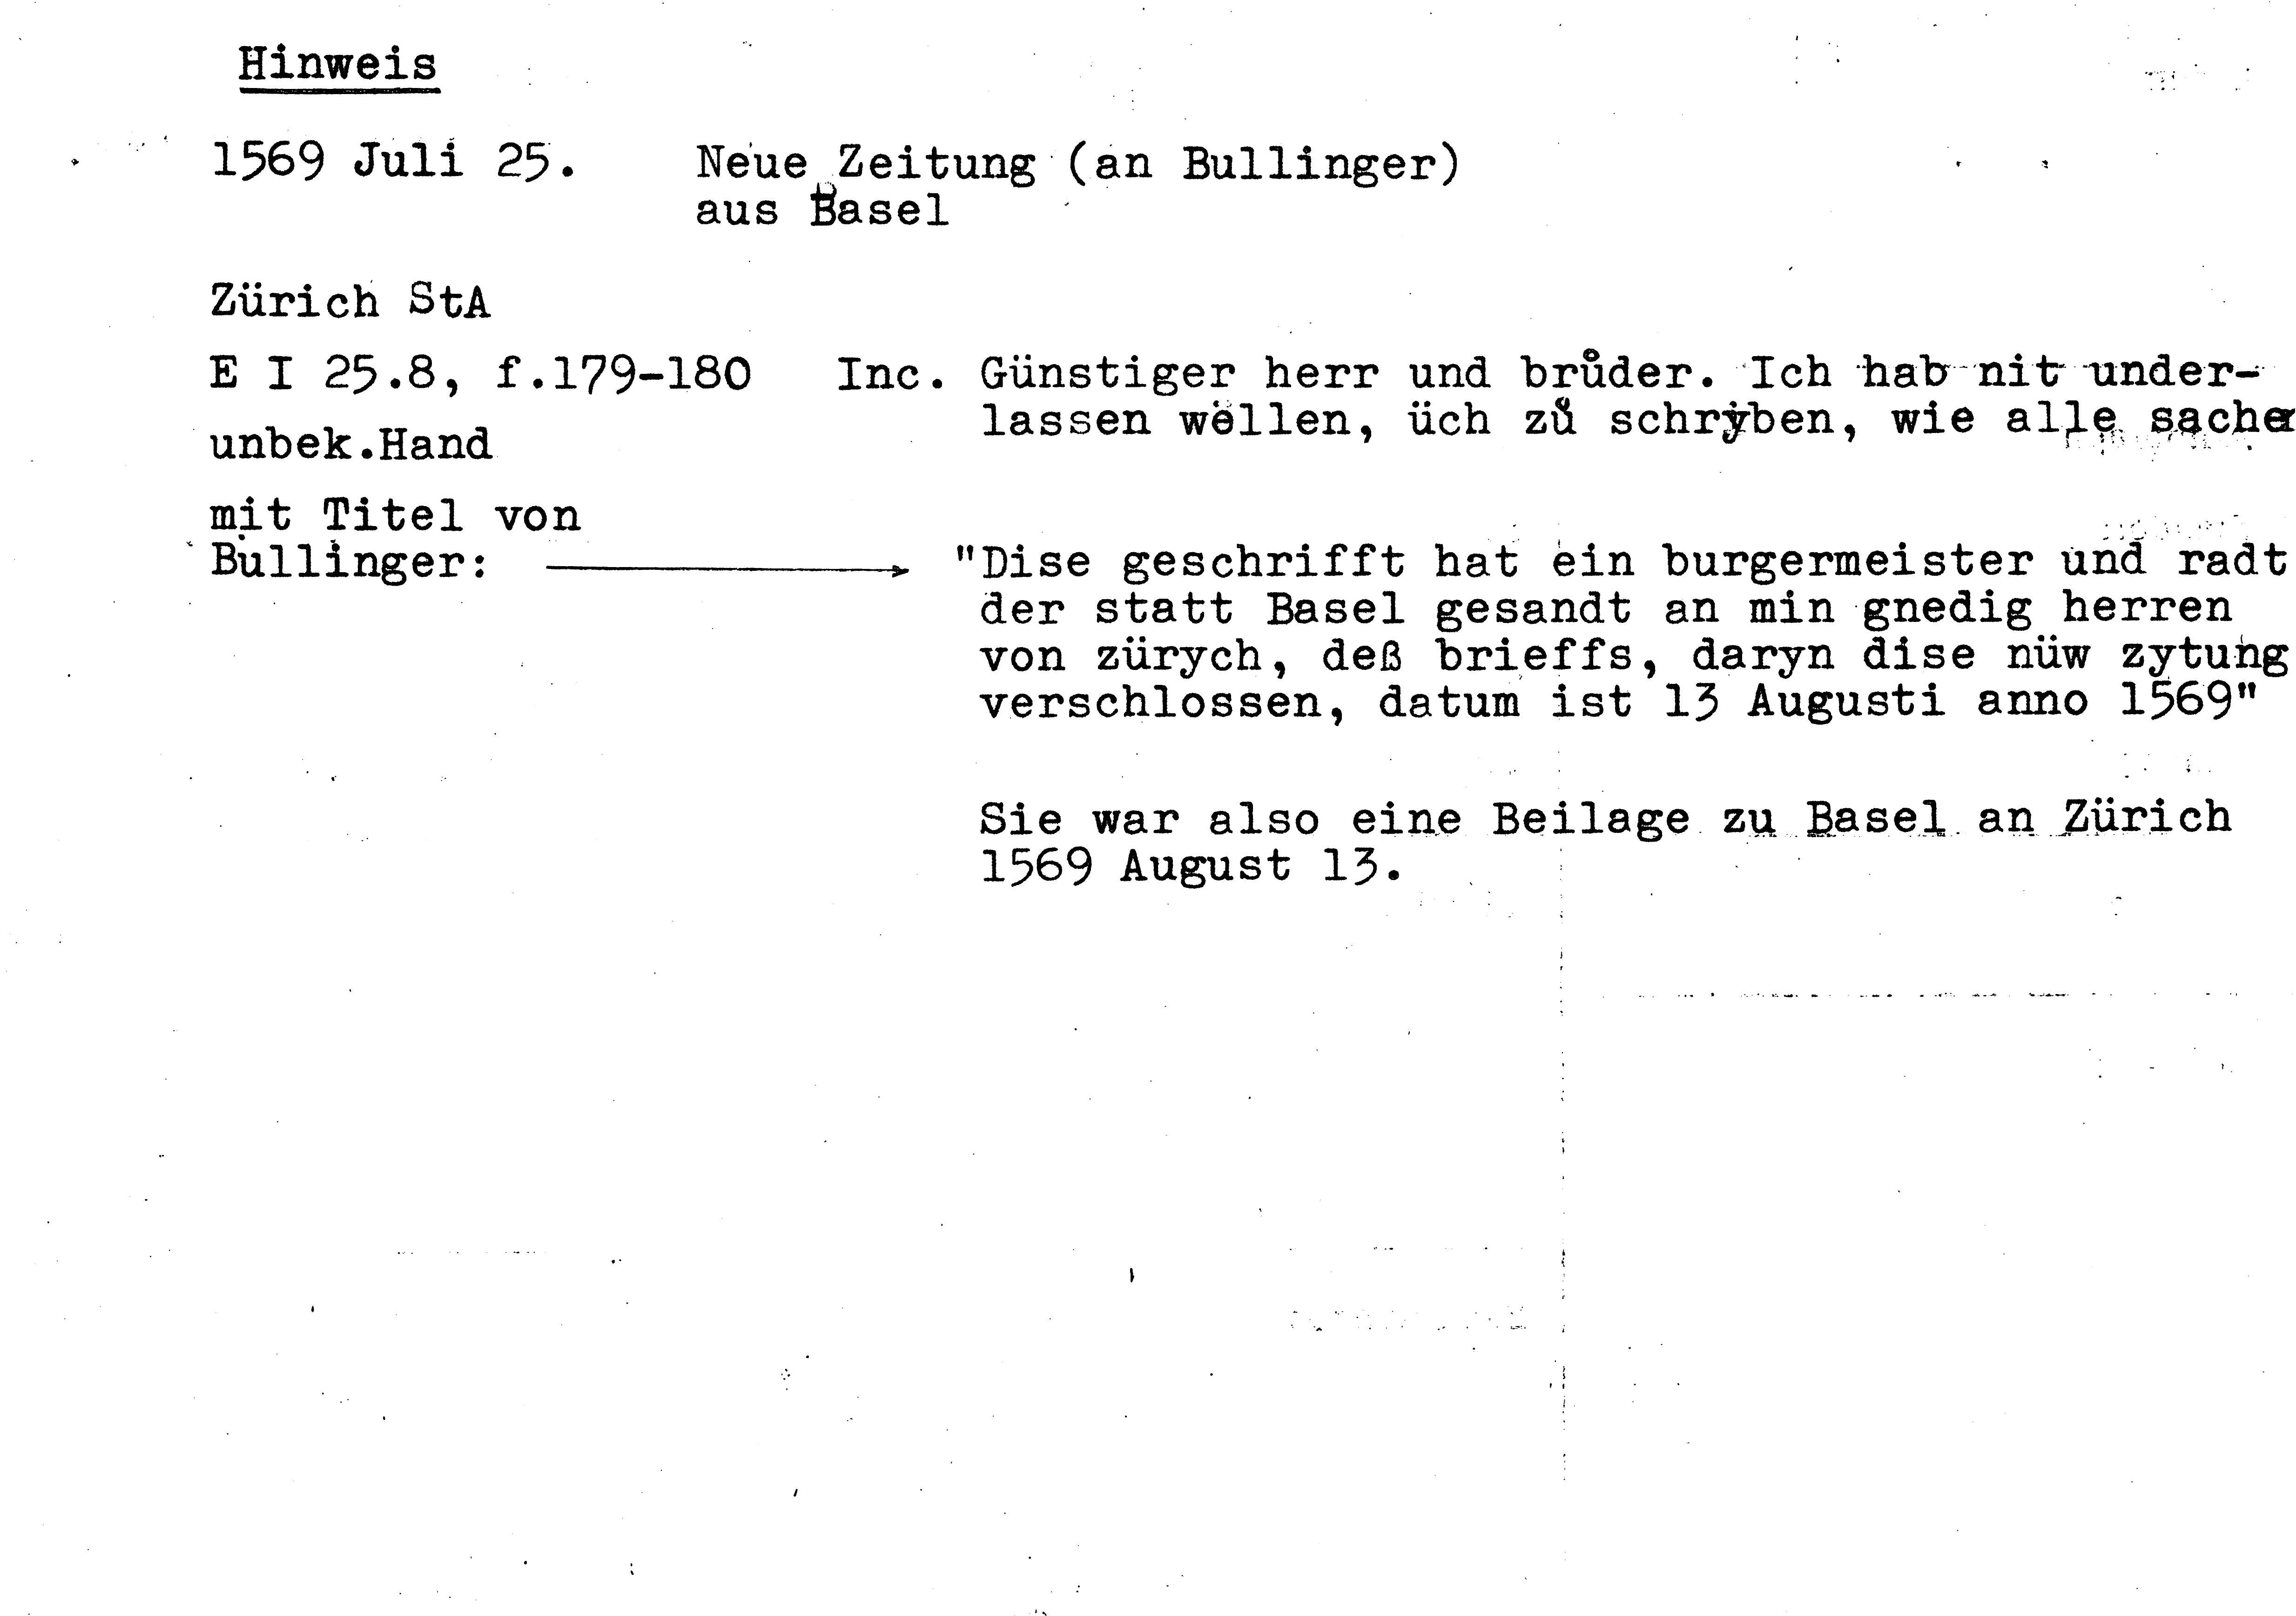 Hinweis
1569 Juli 25. Neue Zeitung (an Bullinger)
aus Basel
Zürich StA
E I 25.8, f.179-180 Inc. Günstiger herr und brůder. Ich hab nit under-
lassen wellen, üch zů schryben, wie alle
unbek.Hand
mit Titel von
Bullinger: "Dise geschrifft hat ein burgermeister und radt
der statt Basel gesandt an min gnedig herren
von zürych, deß brieffs, daryn dise nüw zytung
verschlossen, datum ist 13 Augusti anno 1569"
Sie war also eine Beilage zu Basel an Zürich
1569 August 13.